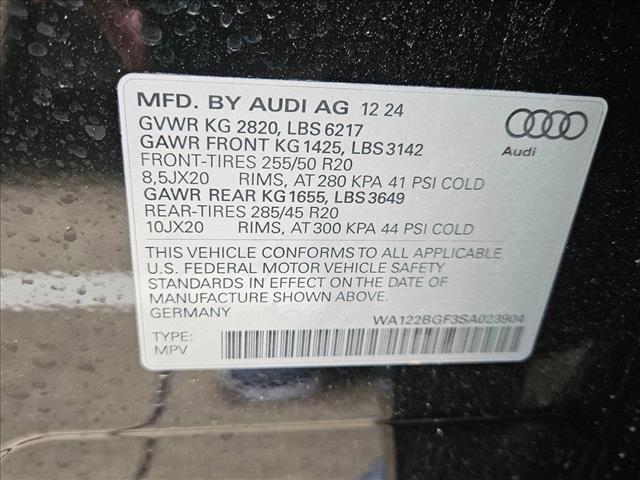 MFD. BY AUDI AG 12 24
GVWR KG 2820, LBS 6217
GAWR FRONT KG 1425, LBS 3142
FRONT-TIRES 255/50 R20
8,5JX20 RIMS, AT 280 KPA 41 PSI COLD
GAWR REAR KG 1655, LBS 3649
REAR-TIRES 285/45 R20
10JX20 RIMS, AT 300 KPA 44 PSI COLD
Audi
THIS VEHICLE CONFORMS TO ALL APPLICABLE
U.S. FEDERAL MOTOR VEHICLE SAFETY
STANDARDS IN EFFECT ON THE DATE OF
MANUFACTURE SHOWN ABOVE.
GERMANY
WA122BGF3SA023904
TYPE:
MPV